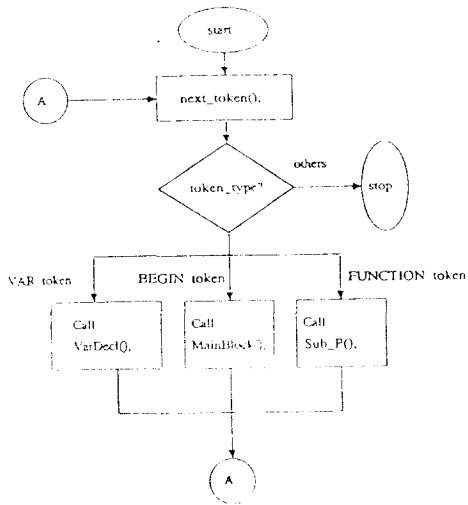 start
A
next_token();
token_type?
others
stop
VAR token
BEGIN token
FUNCTION token
Call
VarDecl();
Call
MainBlock();
Call
Sub_P();
A